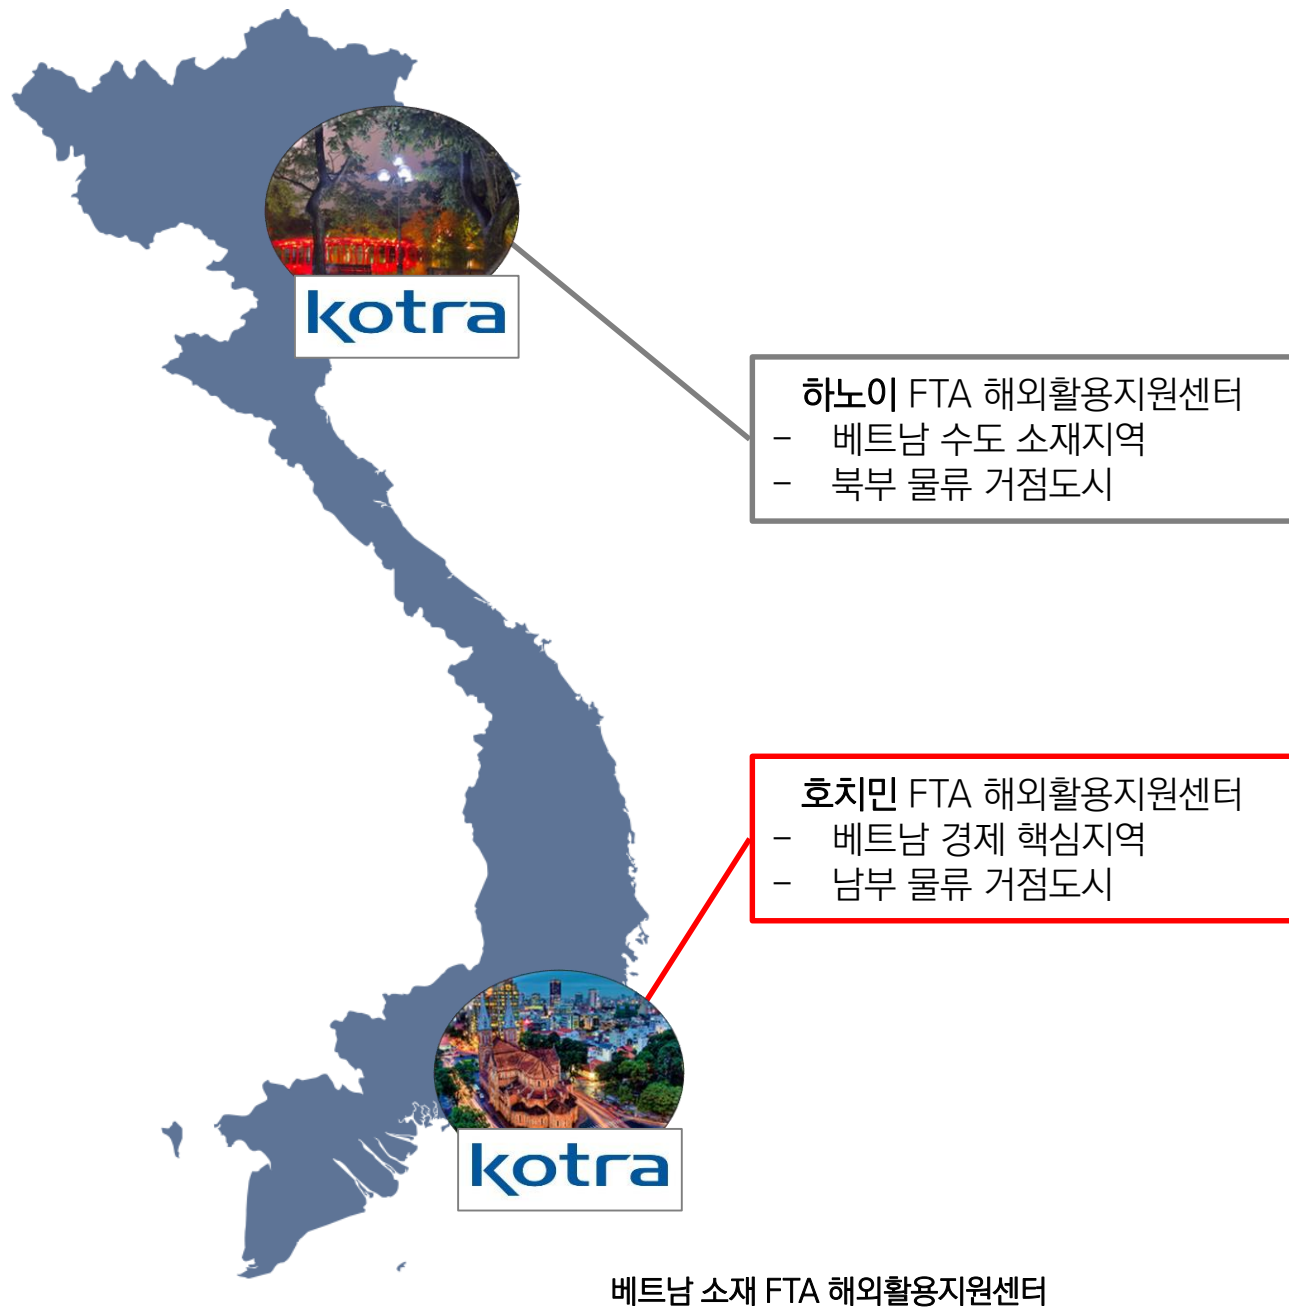 kotra
하노이 FTA 해외활용지원센터
- 베트남 수도 소재지역
- 북부 물류 거점도시
호치민 FTA 해외활용지원센터
- 베트남 경제 핵심지역
- 남부 물류 거점도시
kotra
베트남 소재 FTA 해외활용지원센터